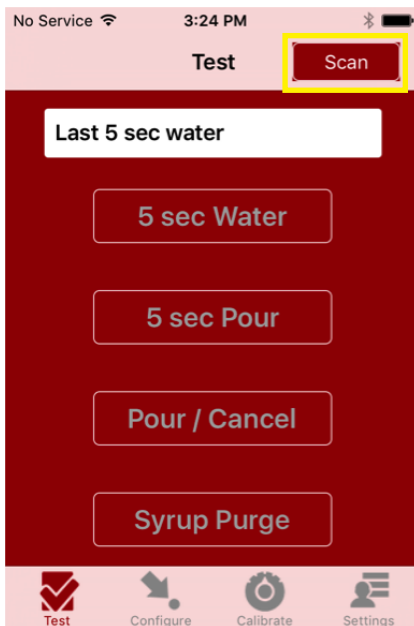 No Service 3:24 PM
Test Scan
Last 5 sec water
5 sec Water
5 sec Pour
Pour / Cancel
Syrup Purge
Test Configure Calibrate Settings